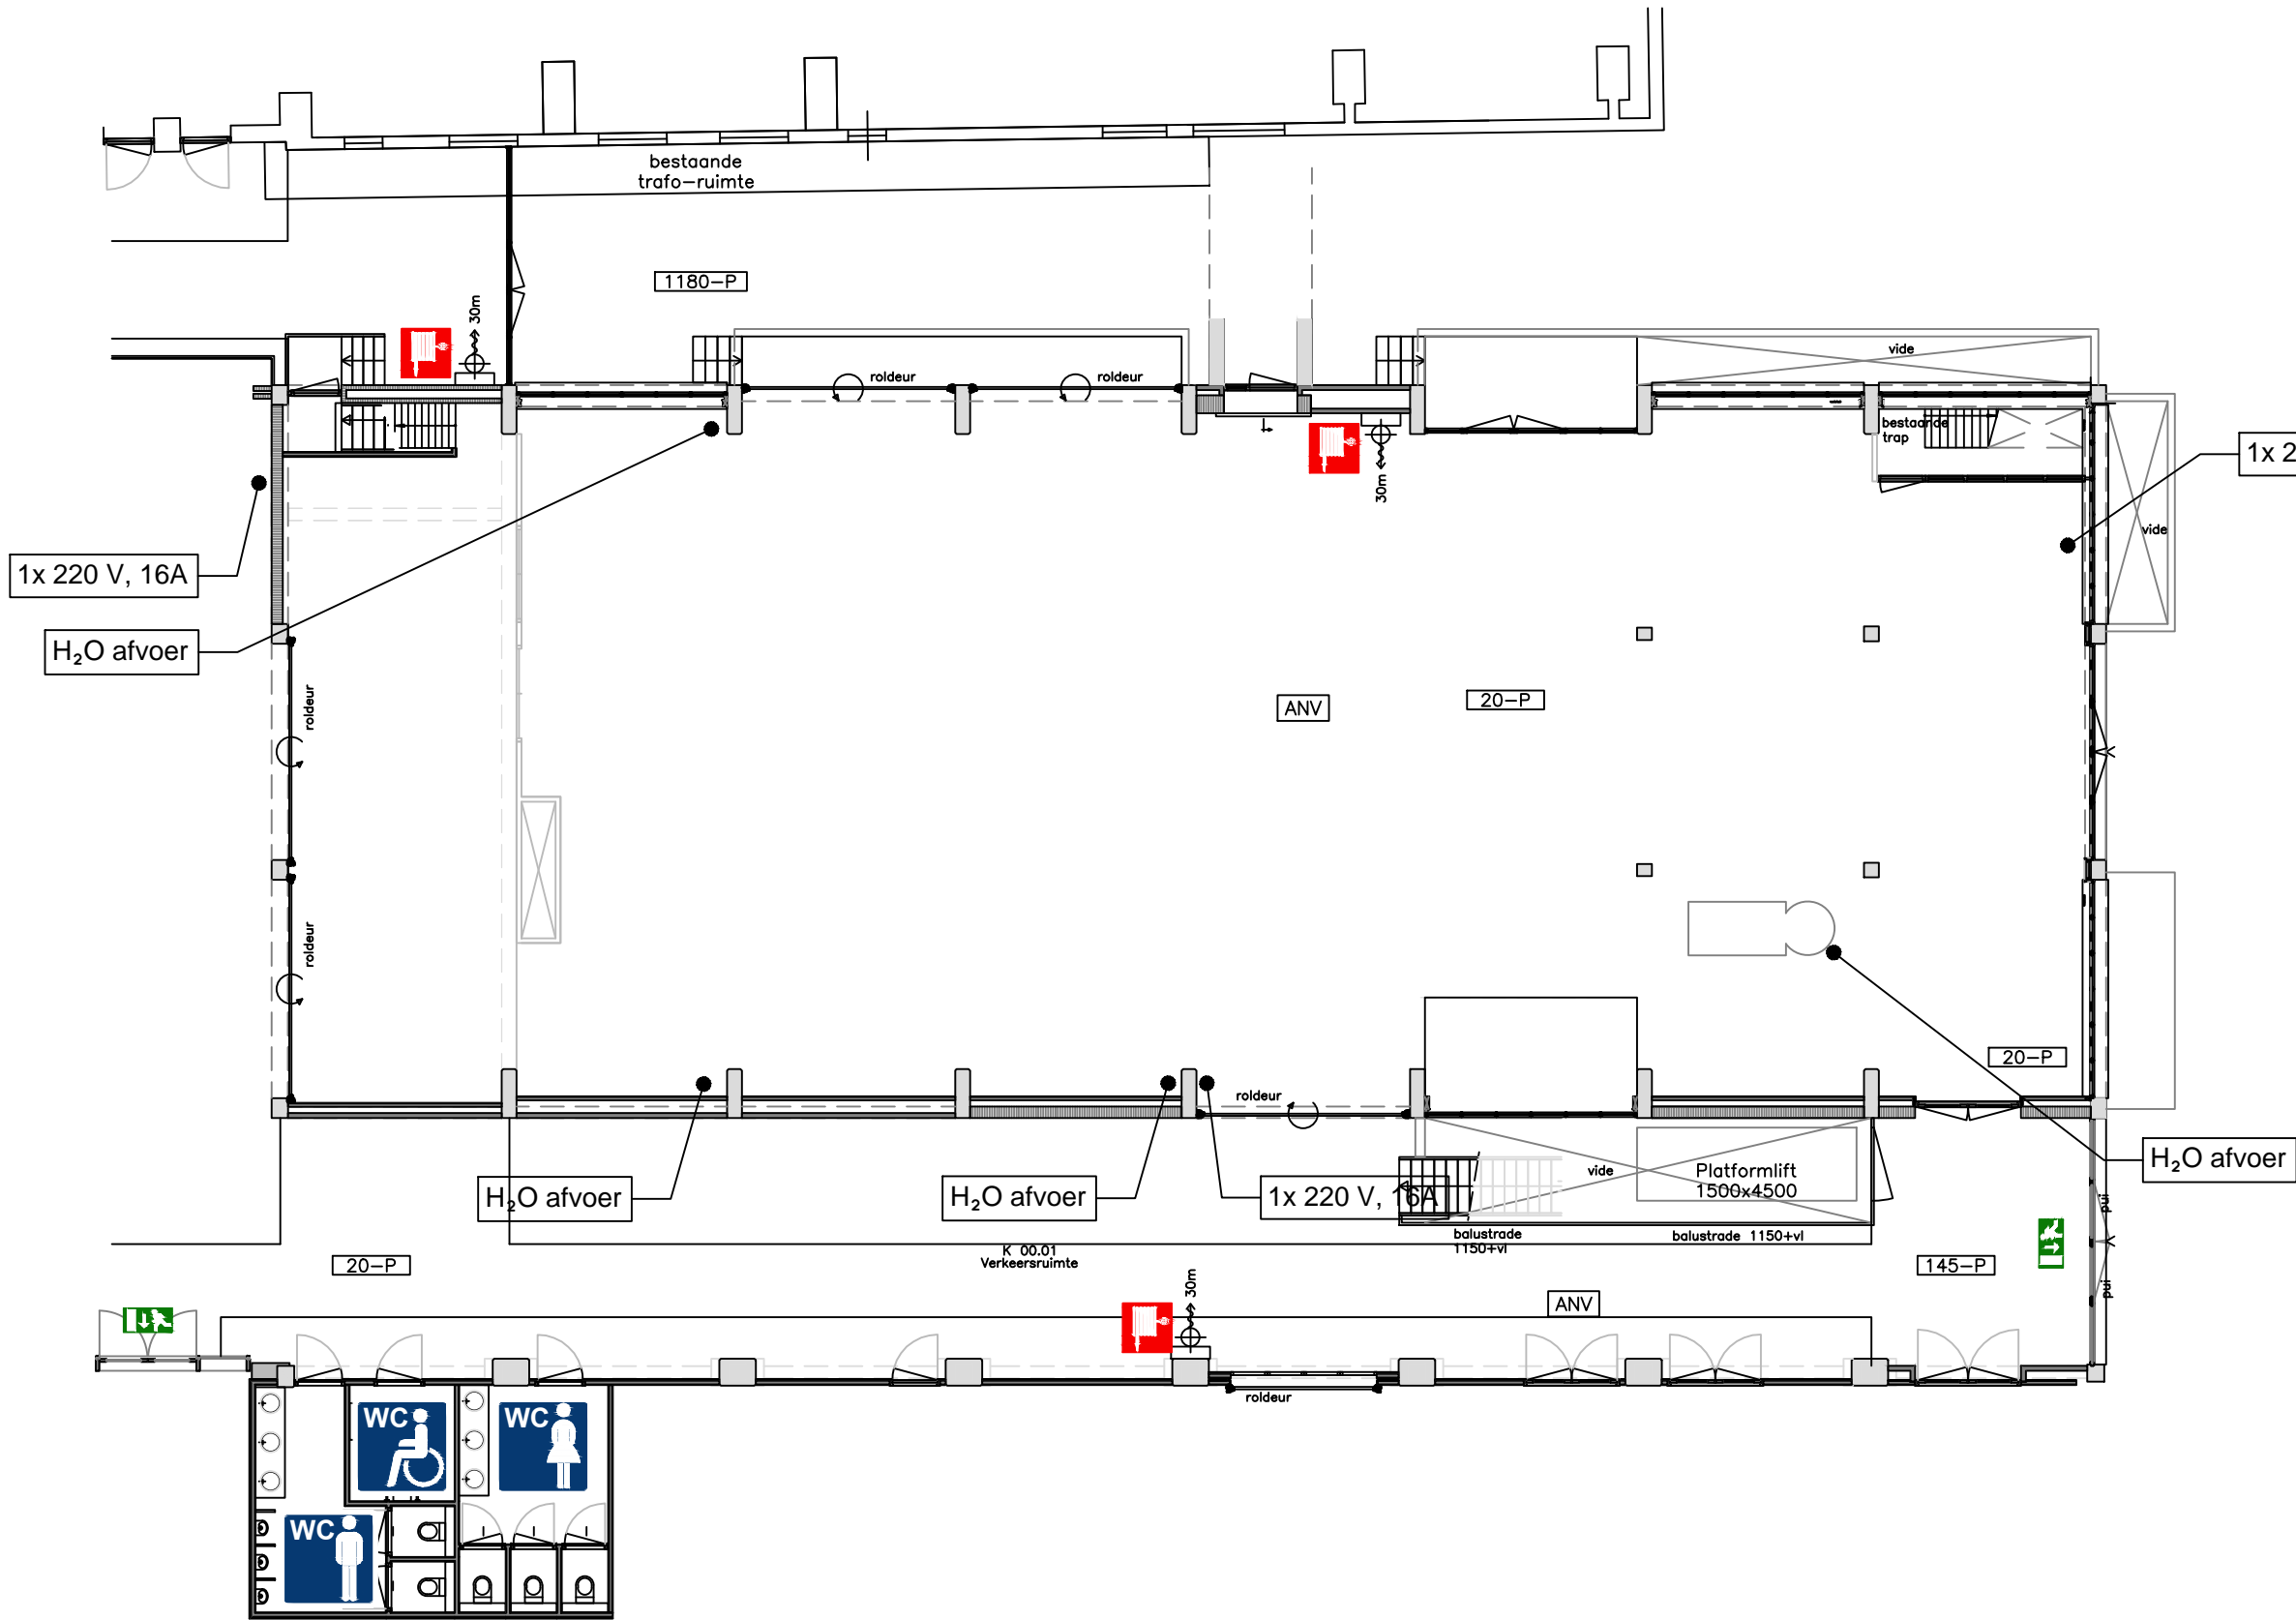 bestaande
trafo-ruimte
1180-P
30m
roldeur
roldeur
vide
bestaande
trap
30m
1x 2
vide
1x 220 V, 16A
H₂O afvoer
roldeur
ANV
20-P
roldeur
20-P
roldeur
H₂O afvoer
H₂O afvoer
1x 220 V, 16A
vide
Platformlift
1500x4500
H₂O afvoer
pui
balustrade
1150+vl
balustrade 1150+vl
K 00.01
Verkeersruimte
20-P
145-P
30m
pui
ANV
roldeur
WC
WC
WC